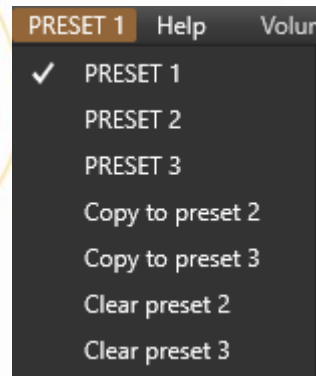 PRESET 1 Help Volur
PRESET 1
PRESET 2
PRESET 3
Copy to preset 2
Copy to preset 3
Clear preset 2
Clear preset 3